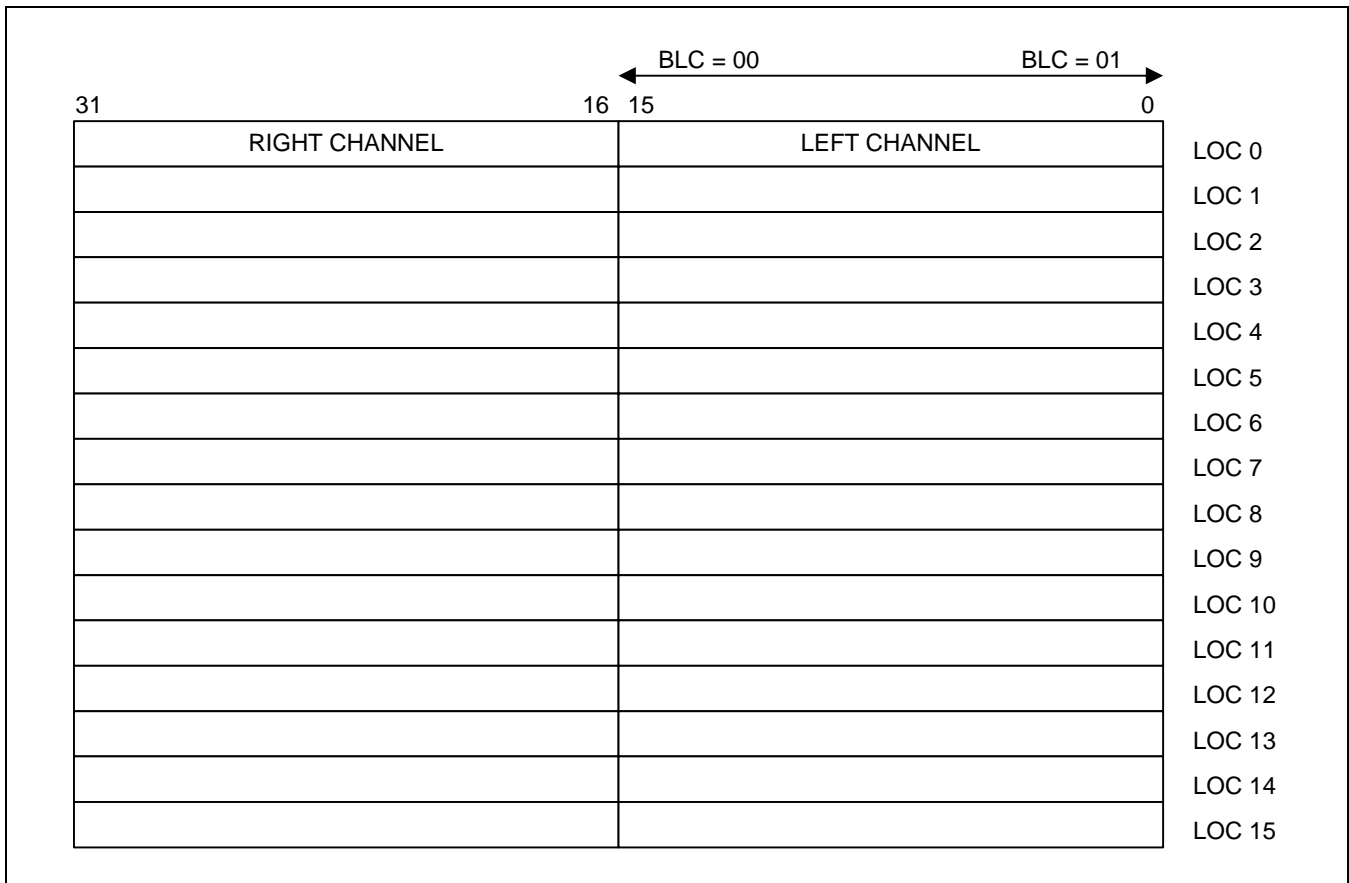 BLC = 00 BLC = 01
31 16 15 0
RIGHT CHANNEL LEFT CHANNEL LOC 0
LOC 1
LOC 2
LOC 3
LOC 4
LOC 5
LOC 6
LOC 7
LOC 8
LOC 9
LOC 10
LOC 11
LOC 12
LOC 13
LOC 14
LOC 15